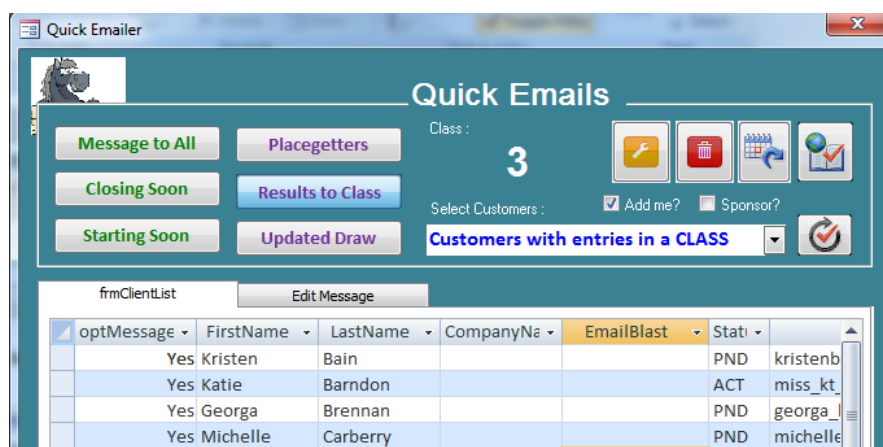 Quick Emailer
x
Quick Emails
Message to All
Placegetters
Class :
3
Closing Soon
Results to Class
Select Customers :
Add me?
Sponsor?
Starting Soon
Updated Draw
Customers with entries in a CLASS
frmClientList
Edit Message
optMessage FirstName LastName CompanyNa EmailBlast Stat
Yes Kristen Bain PND kristenb
Yes Katie Barndon ACT miss_kt_
Yes Georga Brennan PND georga_l
Yes Michelle Carberry PND michelle